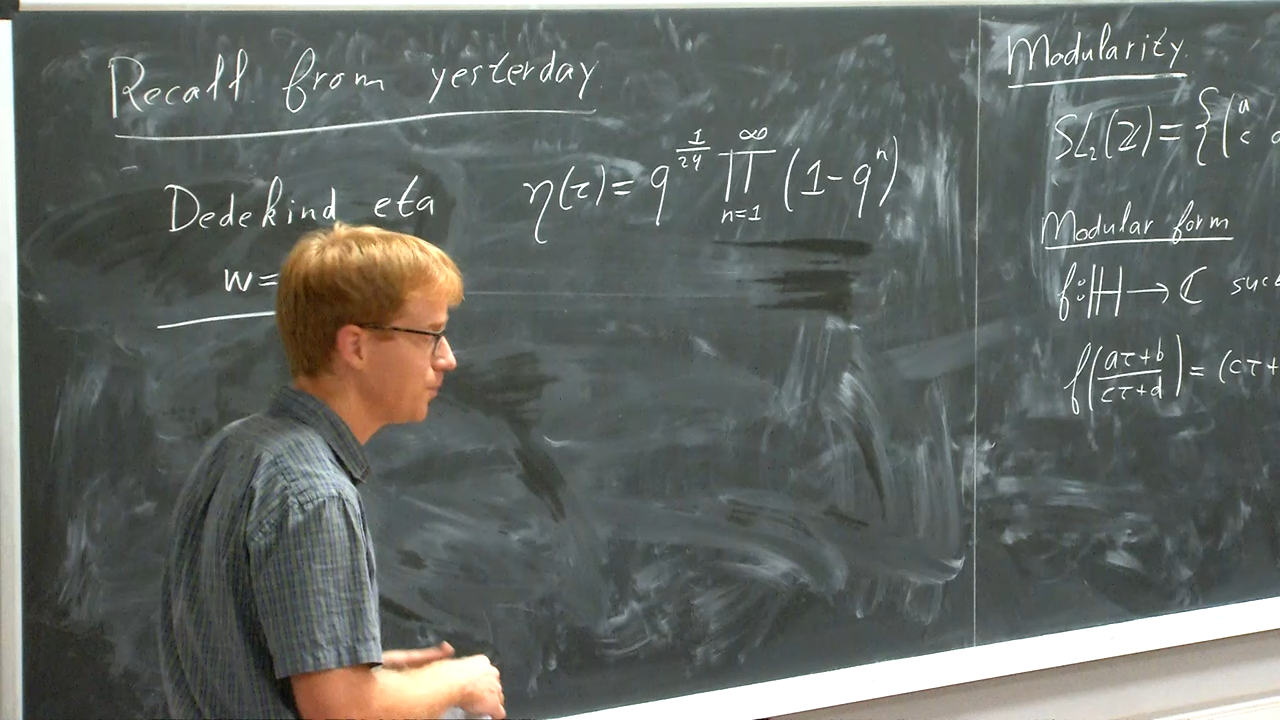 Recall from yesterday
Dedekind eta η(τ) = q^{1/24} ∏_{n=1}^{∞} (1-q^n)
w =
Modularity.
SL₂(ℤ) = { ( a
c
Modular form
f: ℍ → ℂ
f( (aτ+b)/(cτ+d) ) = (cτ+